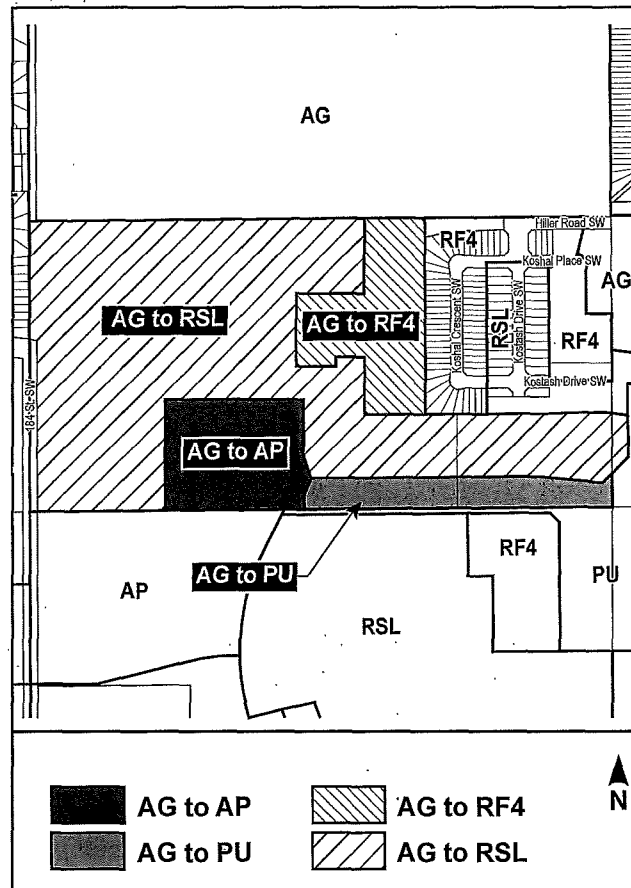 AG
Hiller Road SW
RF4
Koshal Place SW
AG
AG to RSL
AG to RF4
Koshal Crescent SW
RSL
Kostash Drive SW
RF4
Kostash Drive SW
184 St. SW
AG to AP
AG to PU
RF4
PU
AP
RSL
AG to AP
AG to RF4
AG to PU
AG to RSL
N